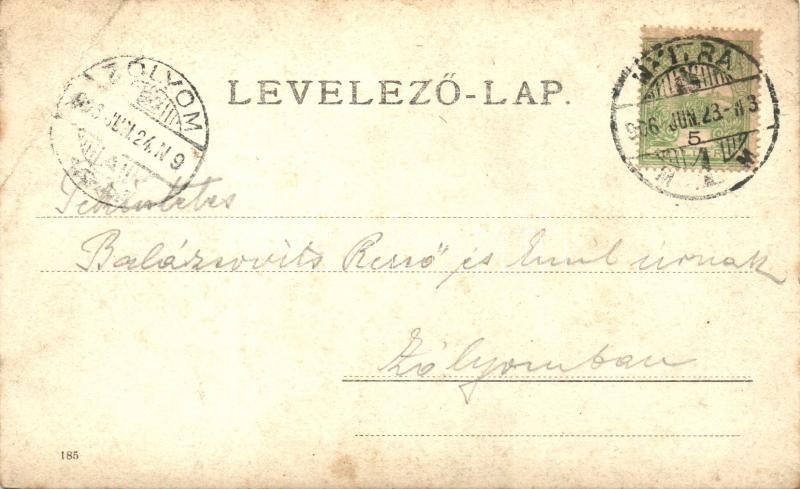 LEVELEZŐ-LAP.
ZÓLYOM
906 JUN.24.N 9
NYITRA
906 JUN.23-N3
5
Tekintetes
Balázsovits Rezső és Emil úrnak
Zólyomban
185